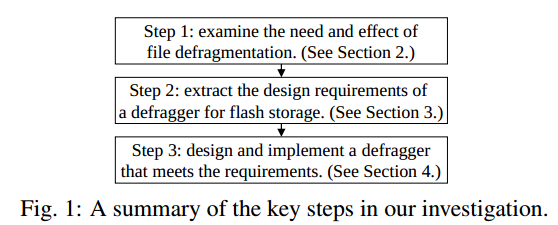 Step 1: examine the need and effect of
file defragmentation. (See Section 2.)
Step 2: extract the design requirements of
a defragger for flash storage. (See Section 3.)
Step 3: design and implement a defragger
that meets the requirements. (See Section 4.)
Fig. 1: A summary of the key steps in our investigation.